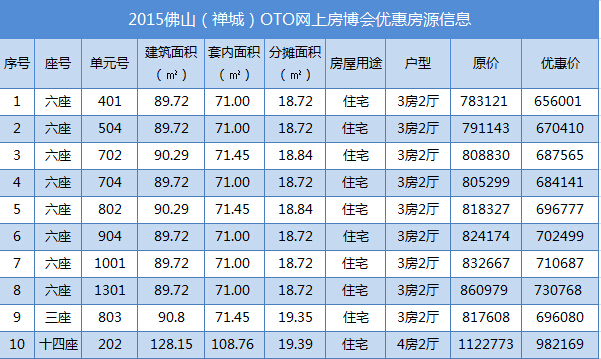 2015佛山（禅城）OTO网上房博会优惠房源信息
序号 座号 单元号 建筑面积（㎡） 套内面积（㎡） 分摊面积（㎡） 房屋用途 户型 原价 优惠价
1 六座 401 89.72 71.00 18.72 住宅 3房2厅 783121 656001
2 六座 504 89.72 71.00 18.72 住宅 3房2厅 791143 670410
3 六座 702 90.29 71.45 18.84 住宅 3房2厅 808830 687565
4 六座 704 89.72 71.00 18.72 住宅 3房2厅 805299 684141
5 六座 802 90.29 71.45 18.84 住宅 3房2厅 818327 696777
6 六座 904 89.72 71.00 18.72 住宅 3房2厅 824174 702499
7 六座 1001 89.72 71.00 18.72 住宅 3房2厅 832667 710687
8 六座 1301 89.72 71.00 18.72 住宅 3房2厅 860979 730768
9 三座 803 90.8 71.45 19.35 住宅 3房2厅 817608 696080
10 十四座 202 128.15 108.76 19.39 住宅 4房2厅 1122773 982169